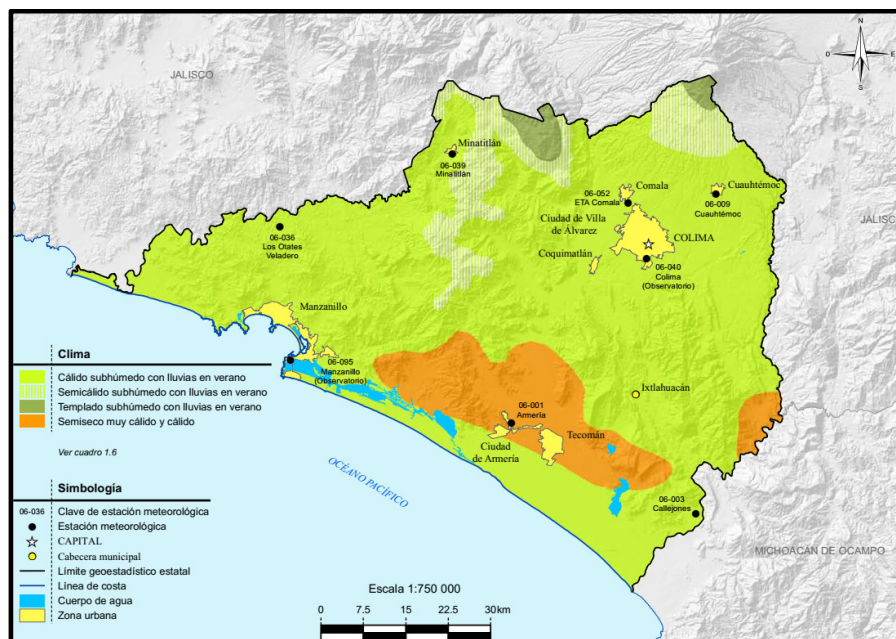 JALISCO
N
O
E
S
Minatitlán
06-039
Minatitlán
06-052
ETA Comala
Comala
Cuauhtémoc
06-009
Cuauhtémoc
Ciudad de Villa
de Álvarez
COLIMA
JALISCO
06-036
Los Otates
Veladero
Coquimatlán
06-040
Colima
(Observatorio)
Manzanillo
06-095
Manzanillo
(Observatorio)
Ixtlahuacán
06-001
Armería
Tecomán
Ciudad
de Armería
06-003
Callejones
OCÉANO PACÍFICO
MICHOACÁN DE OCAMPO
Clima
Cálido subhúmedo con lluvias en verano
Semicálido subhúmedo con lluvias en verano
Templado subhúmedo con lluvias en verano
Semiseco muy cálido y cálido
Ver cuadro 1.6
Simbología
06-036 Clave de estación meteorológica
Estación meteorológica
CAPITAL
Cabecera municipal
Límite geoestadístico estatal
Línea de costa
Cuerpo de agua
Zona urbana
Escala 1:750 000
0 7.5 15 22.5 30 km